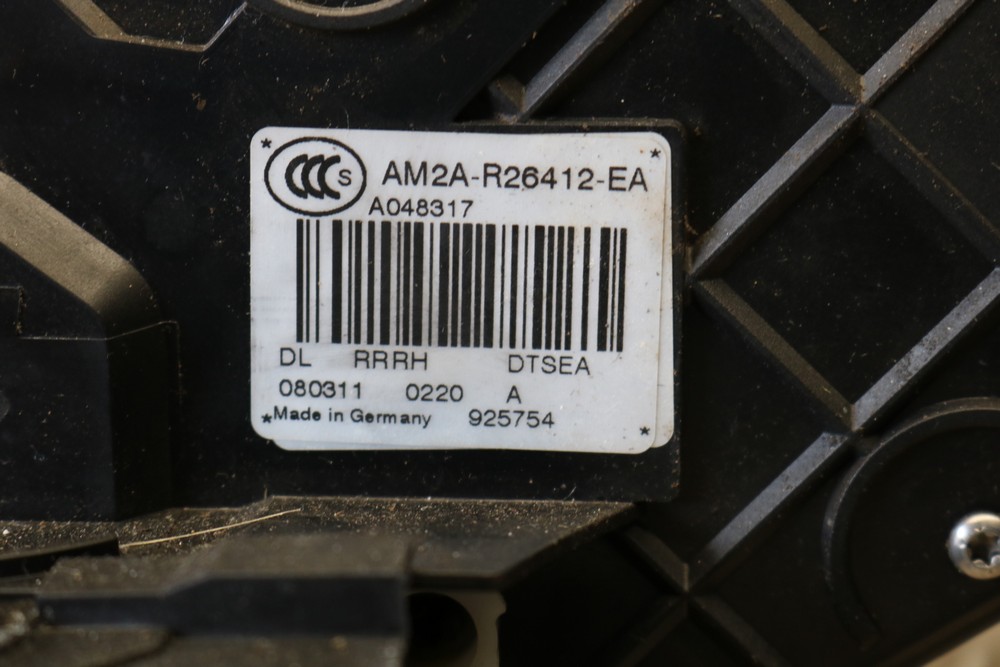 CCC S AM2A-R26412-EA
A048317
DL RRRH DTSEA
080311 0220 A
*Made in Germany 925754